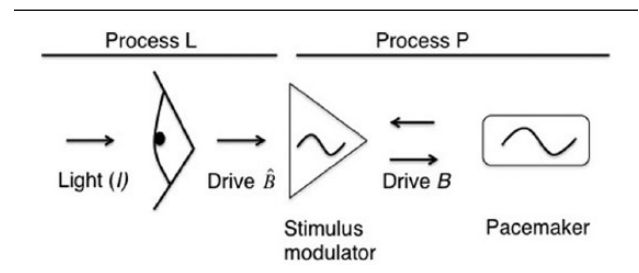 Process L
Process P
Light (I)
Drive B̂
Drive B
Stimulus
modulator
Pacemaker